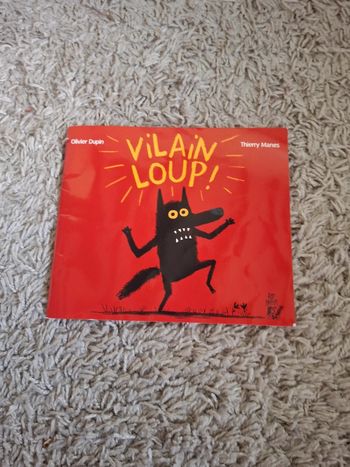 Olivier Dupin
Thierry Manes
ViLAiN
LOUP!